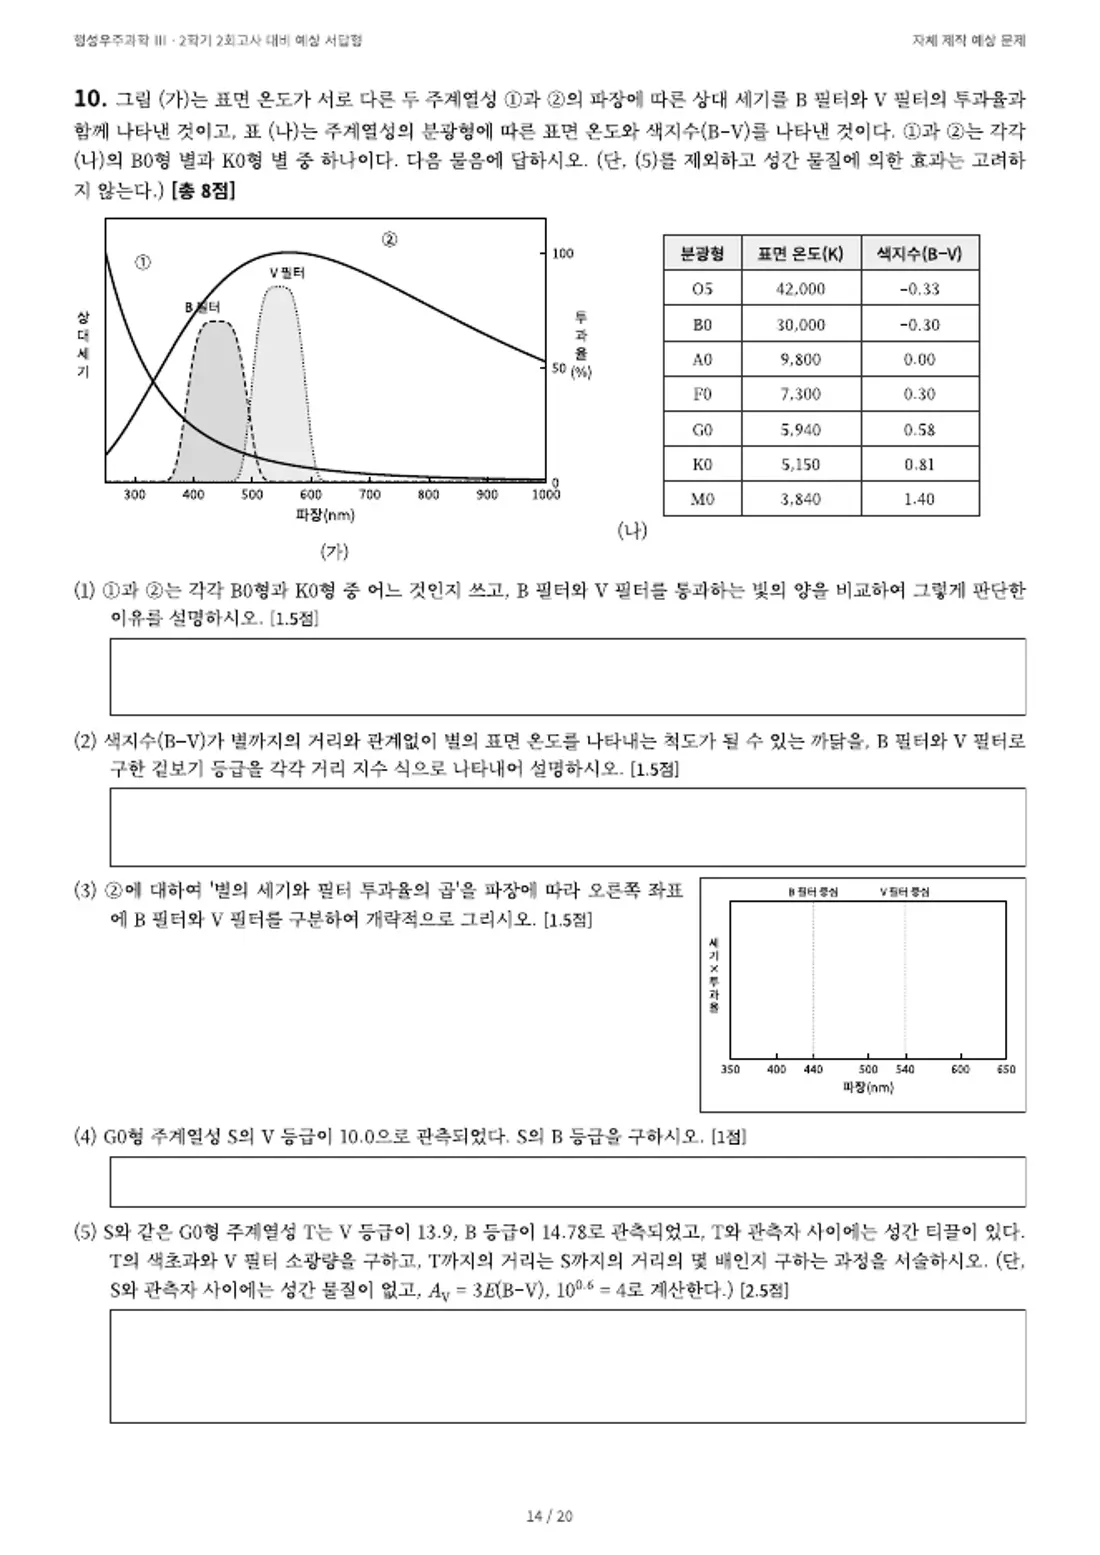 행성우주과학 III · 2학기 2회고사 대비 예상 서답형
자체 제작 예상 문제
10. 그림 (가)는 표면 온도가 서로 다른 두 주계열성 ①과 ②의 파장에 따른 상대 세기를 B 필터와 V 필터의 투과율과
함께 나타낸 것이고, 표 (나)는 주계열성의 분광형에 따른 표면 온도와 색지수(B−V)를 나타낸 것이다. ①과 ②는 각각
(나)의 B0형 별과 K0형 별 중 하나이다. 다음 물음에 답하시오. (단, (5)를 제외하고 성간 물질에 의한 효과는 고려하
지 않는다.) [총 8점]
①
②
V 필터
B 필터
상대세기
투과율(%)
100
50
0
300 400 500 600 700 800 900 1000
파장(nm)
(가)
분광형 표면 온도(K) 색지수(B−V)
O5 42,000 −0.33
B0 30,000 −0.30
A0 9,800 0.00
F0 7,300 0.30
G0 5,940 0.58
K0 5,150 0.81
M0 3,840 1.40
(나)
(1) ①과 ②는 각각 B0형과 K0형 중 어느 것인지 쓰고, B 필터와 V 필터를 통과하는 빛의 양을 비교하여 그렇게 판단한
이유를 설명하시오. [1.5점]
(2) 색지수(B−V)가 별까지의 거리와 관계없이 별의 표면 온도를 나타내는 척도가 될 수 있는 까닭을, B 필터와 V 필터로
구한 겉보기 등급을 각각 거리 지수 식으로 나타내어 설명하시오. [1.5점]
(3) ②에 대하여 '별의 세기와 필터 투과율의 곱'을 파장에 따라 오른쪽 좌표
에 B 필터와 V 필터를 구분하여 개략적으로 그리시오. [1.5점]
B 필터 중심 V 필터 중심
세기×투과율
350 400 440 500 540 600 650
파장(nm)
(4) G0형 주계열성 S의 V 등급이 10.0으로 관측되었다. S의 B 등급을 구하시오. [1점]
(5) S와 같은 G0형 주계열성 T는 V 등급이 13.9, B 등급이 14.78로 관측되었고, T와 관측자 사이에는 성간 티끌이 있다.
T의 색초과와 V 필터 소광량을 구하고, T까지의 거리는 S까지의 거리의 몇 배인지 구하는 과정을 서술하시오. (단,
S와 관측자 사이에는 성간 물질이 없고, A_V = 3E(B−V), 10^0.6 = 4로 계산한다.) [2.5점]
14 / 20